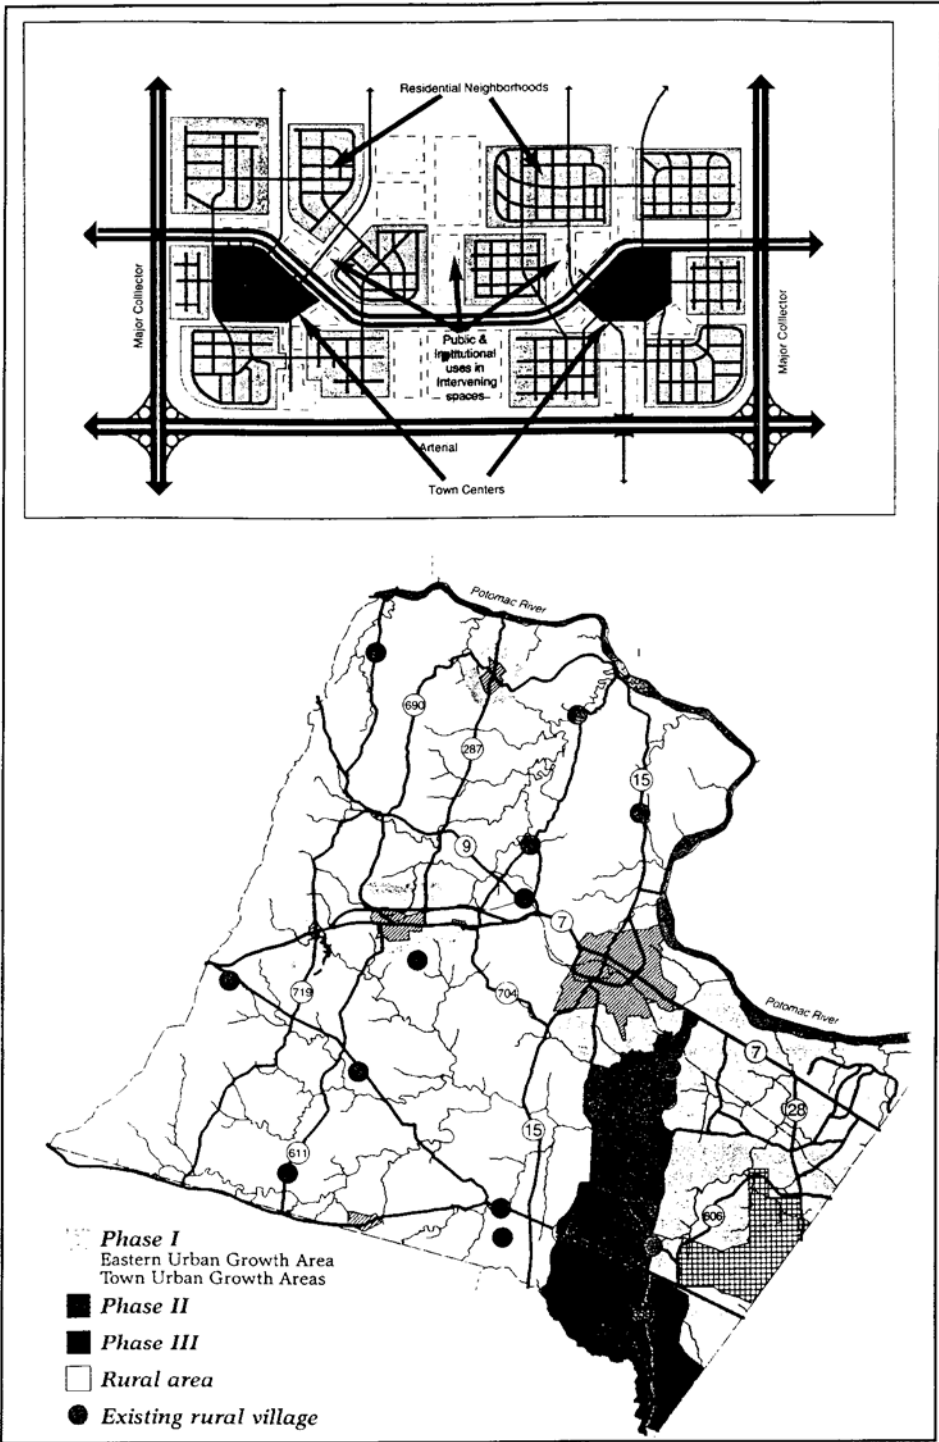 Residential Neighborhoods
Major Colllector
Major Colllector
Public &
Institutional
uses in
Intervening
spaces
Arterial
Town Centers
Potomac River
690
287
15
9
7
719
704
Potomac River
7
28
15
611
606
Phase I
Eastern Urban Growth Area
Town Urban Growth Areas
Phase II
Phase III
Rural area
Existing rural village